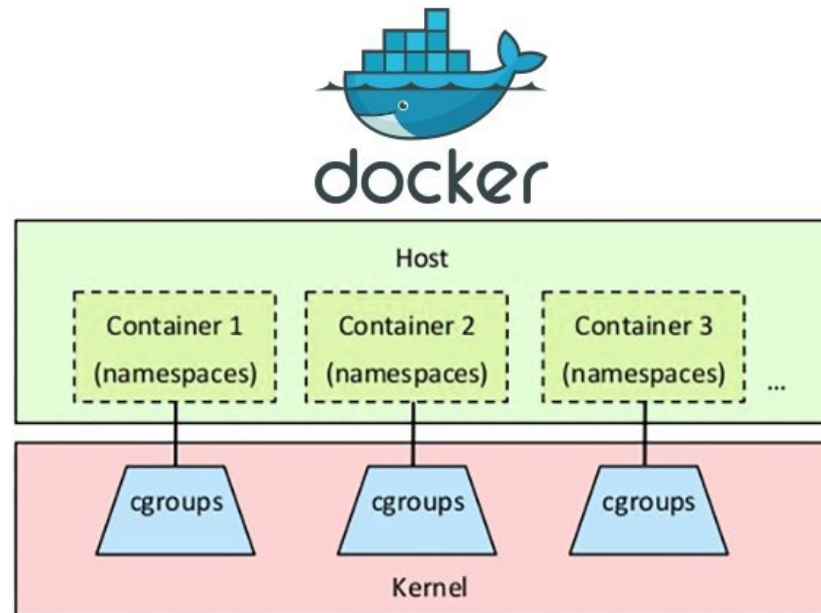 docker
Host
Container 1
(namespaces)
Container 2
(namespaces)
Container 3
(namespaces)
...
cgroups
cgroups
cgroups
Kernel